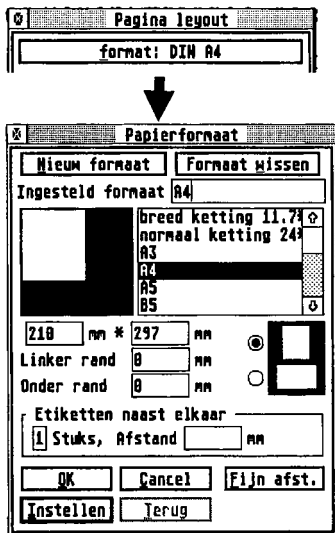 Pagina leyout
format: DIN A4
Papierformaat
Nieuw formaat Formaat wissen
Ingesteld formaat A4
breed ketting 11.7*
normaal ketting 24*
A3
A4
A5
B5
210 mm * 297 mm
Linker rand 0 mm
Onder rand 0 mm
Etiketten naast elkaar
1 Stuks, Afstand mm
OK Cancel Fijn afst.
Instellen Terug